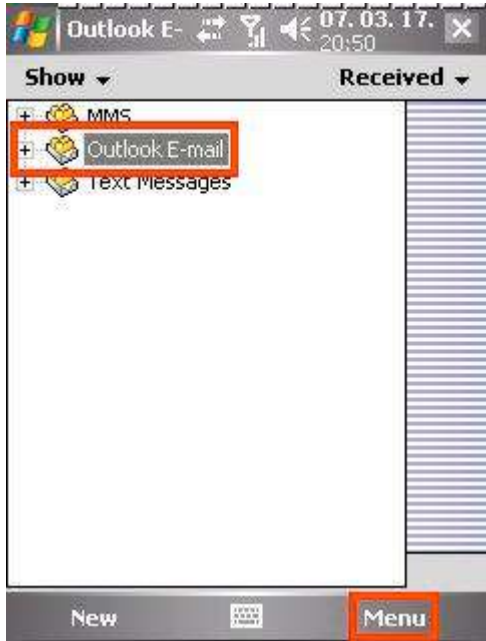 Outlook E- 07. 03. 17.
20:50
Show Received
MMS
Outlook E-mail
Text Messages
New Menu